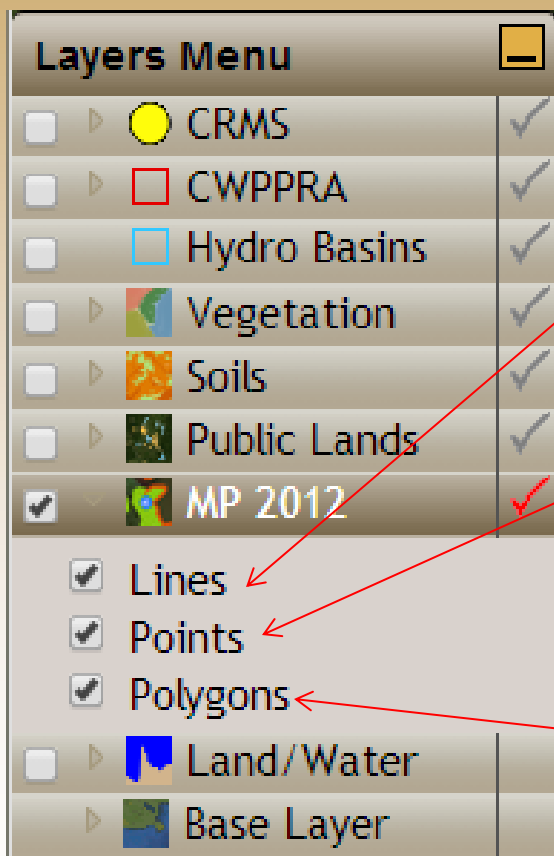 Layers Menu
CRMS
CWPPRA
Hydro Basins
Vegetation
Soils
Public Lands
MP 2012
Lines
Points
Polygons
Land/Water
Base Layer